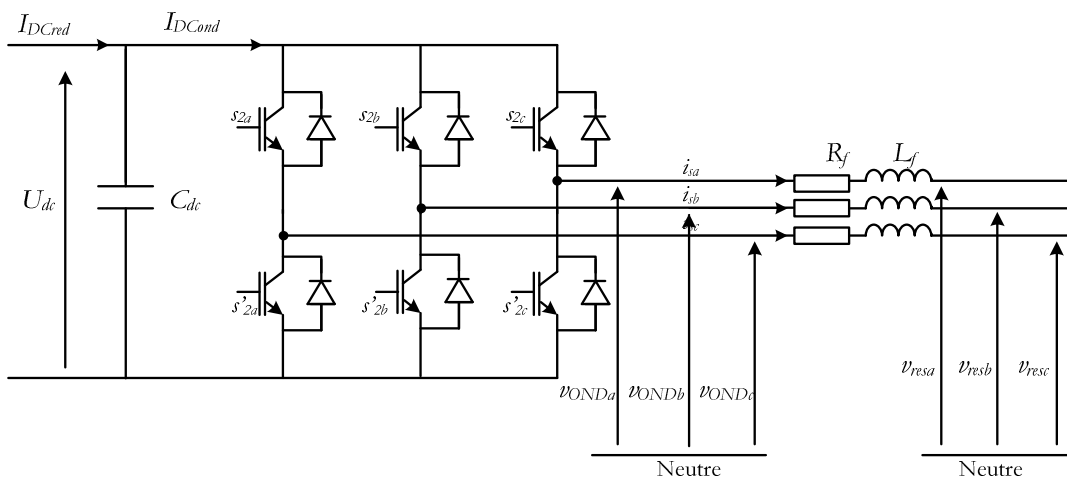 I_DCred
I_DCond
s_2a
s_2b
s_2c
U_dc
C_dc
i_sa
i_sb
R_f
L_f
s'_2a
s'_2b
s'_2c
v_ONDa
v_ONDb
v_ONDc
v_resa
v_resb
v_resc
Neutre
Neutre